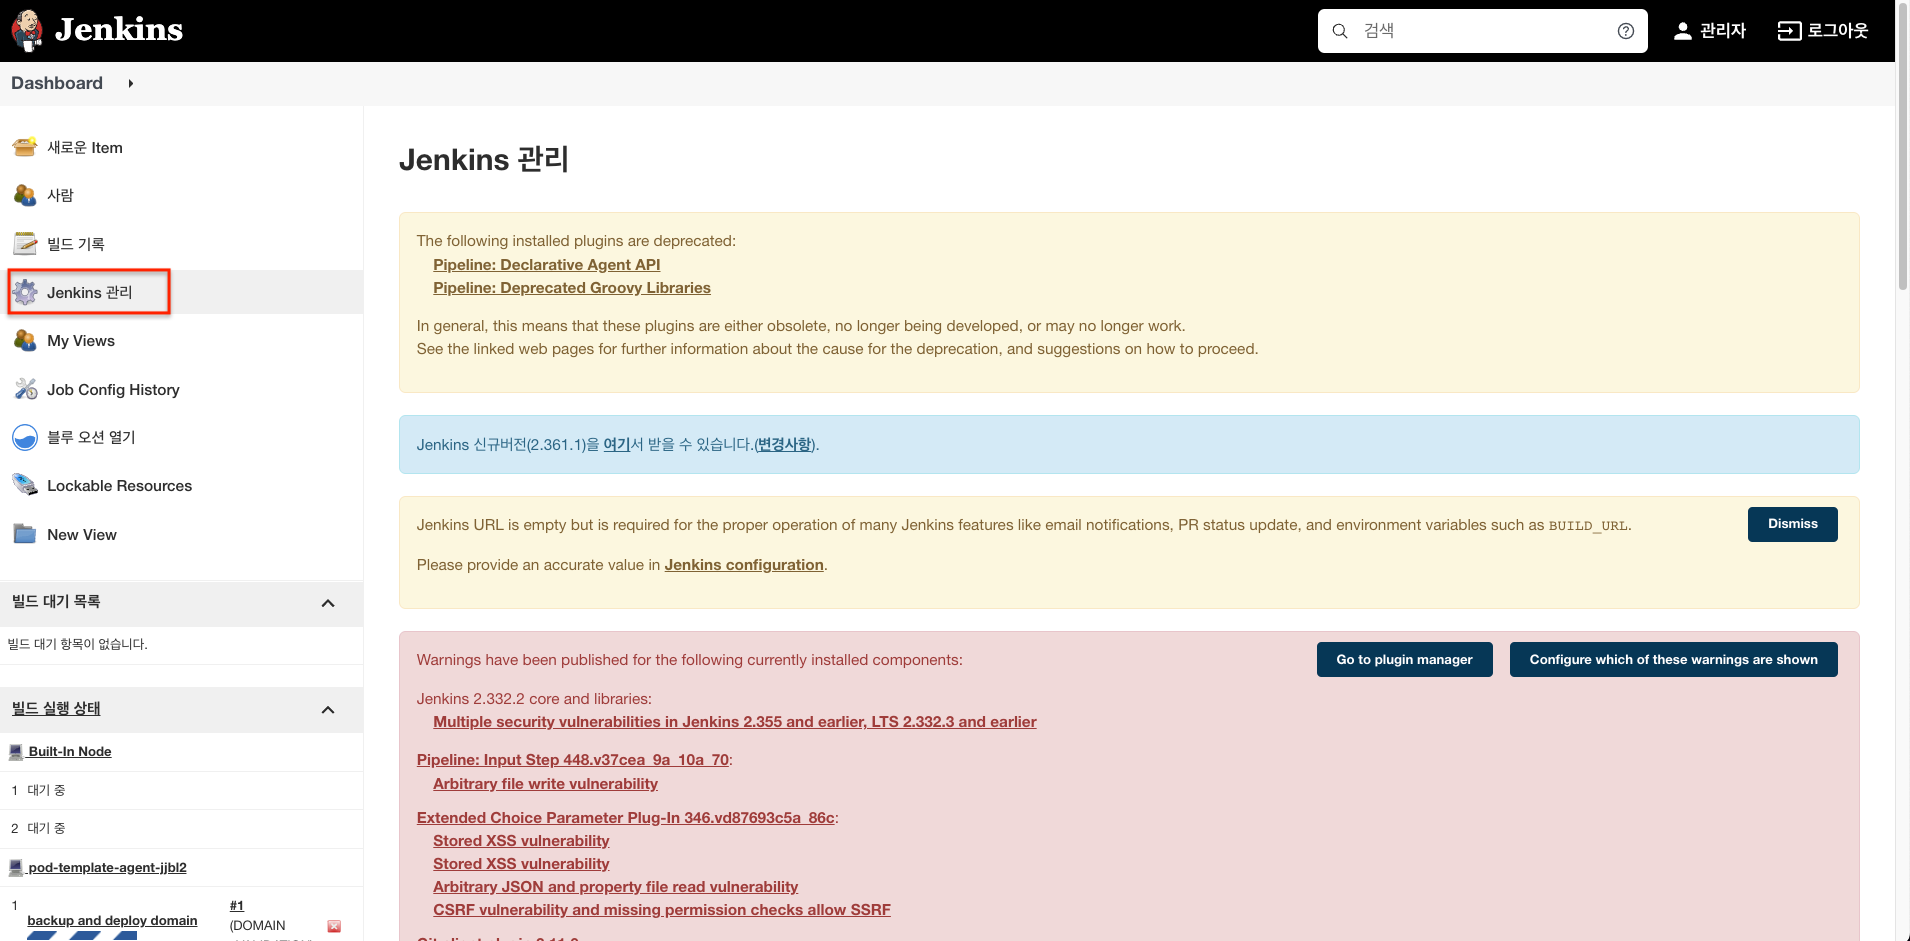 Jenkins
검색
관리자
로그아웃
Dashboard
새로운 Item
사람
빌드 기록
Jenkins 관리
My Views
Job Config History
블루 오션 열기
Lockable Resources
New View
빌드 대기 목록
빌드 대기 항목이 없습니다.
빌드 실행 상태
Built-In Node
1 대기 중
2 대기 중
pod-template-agent-jjbl2
1
backup and deploy domain
#1
(DOMAIN
Jenkins 관리
The following installed plugins are deprecated:
Pipeline: Declarative Agent API
Pipeline: Deprecated Groovy Libraries
In general, this means that these plugins are either obsolete, no longer being developed, or may no longer work.
See the linked web pages for further information about the cause for the deprecation, and suggestions on how to proceed.
Jenkins 신규버전(2.361.1)을 여기서 받을 수 있습니다.(변경사항).
Jenkins URL is empty but is required for the proper operation of many Jenkins features like email notifications, PR status update, and environment variables such as BUILD_URL.
Dismiss
Please provide an accurate value in Jenkins configuration.
Warnings have been published for the following currently installed components:
Go to plugin manager
Configure which of these warnings are shown
Jenkins 2.332.2 core and libraries:
Multiple security vulnerabilities in Jenkins 2.355 and earlier, LTS 2.332.3 and earlier
Pipeline: Input Step 448.v37cea_9a_10a_70:
Arbitrary file write vulnerability
Extended Choice Parameter Plug-In 346.vd87693c5a_86c:
Stored XSS vulnerability
Stored XSS vulnerability
Arbitrary JSON and property file read vulnerability
CSRF vulnerability and missing permission checks allow SSRF